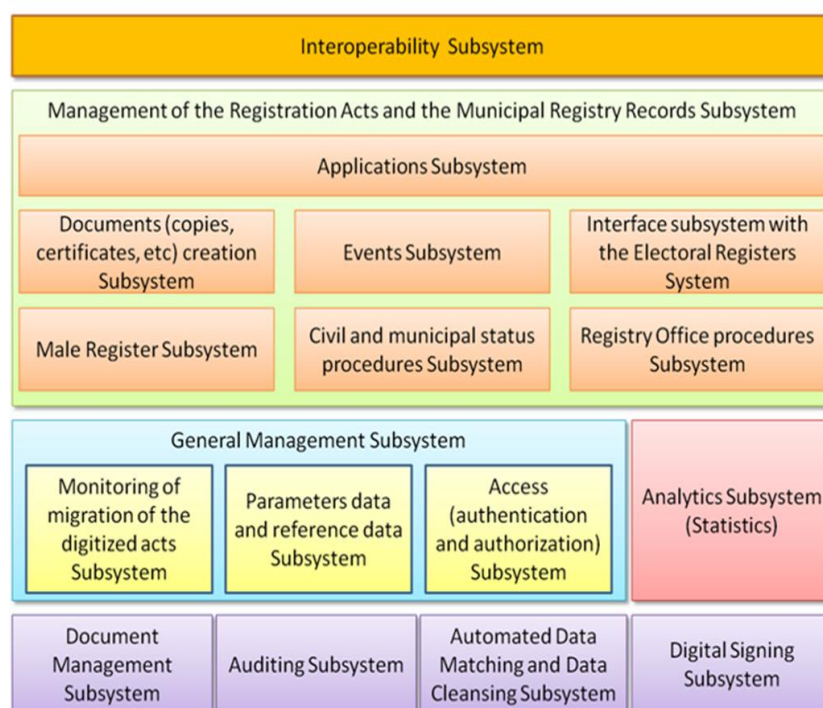 Interoperability Subsystem
Management of the Registration Acts and the Municipal Registry Records Subsystem
Applications Subsystem
Documents (copies,
certificates, etc) creation
Subsystem
Events Subsystem
Interface subsystem with
the Electoral Registers
System
Male Register Subsystem
Civil and municipal status
procedures Subsystem
Registry Office procedures
Subsystem
General Management Subsystem
Monitoring of
migration of the
digitized acts
Subsystem
Parameters data
and reference data
Subsystem
Access
(authentication
and authorization)
Subsystem
Analytics Subsystem
(Statistics)
Document
Management
Subsystem
Auditing Subsystem
Automated Data
Matching and Data
Cleansing Subsystem
Digital Signing
Subsystem